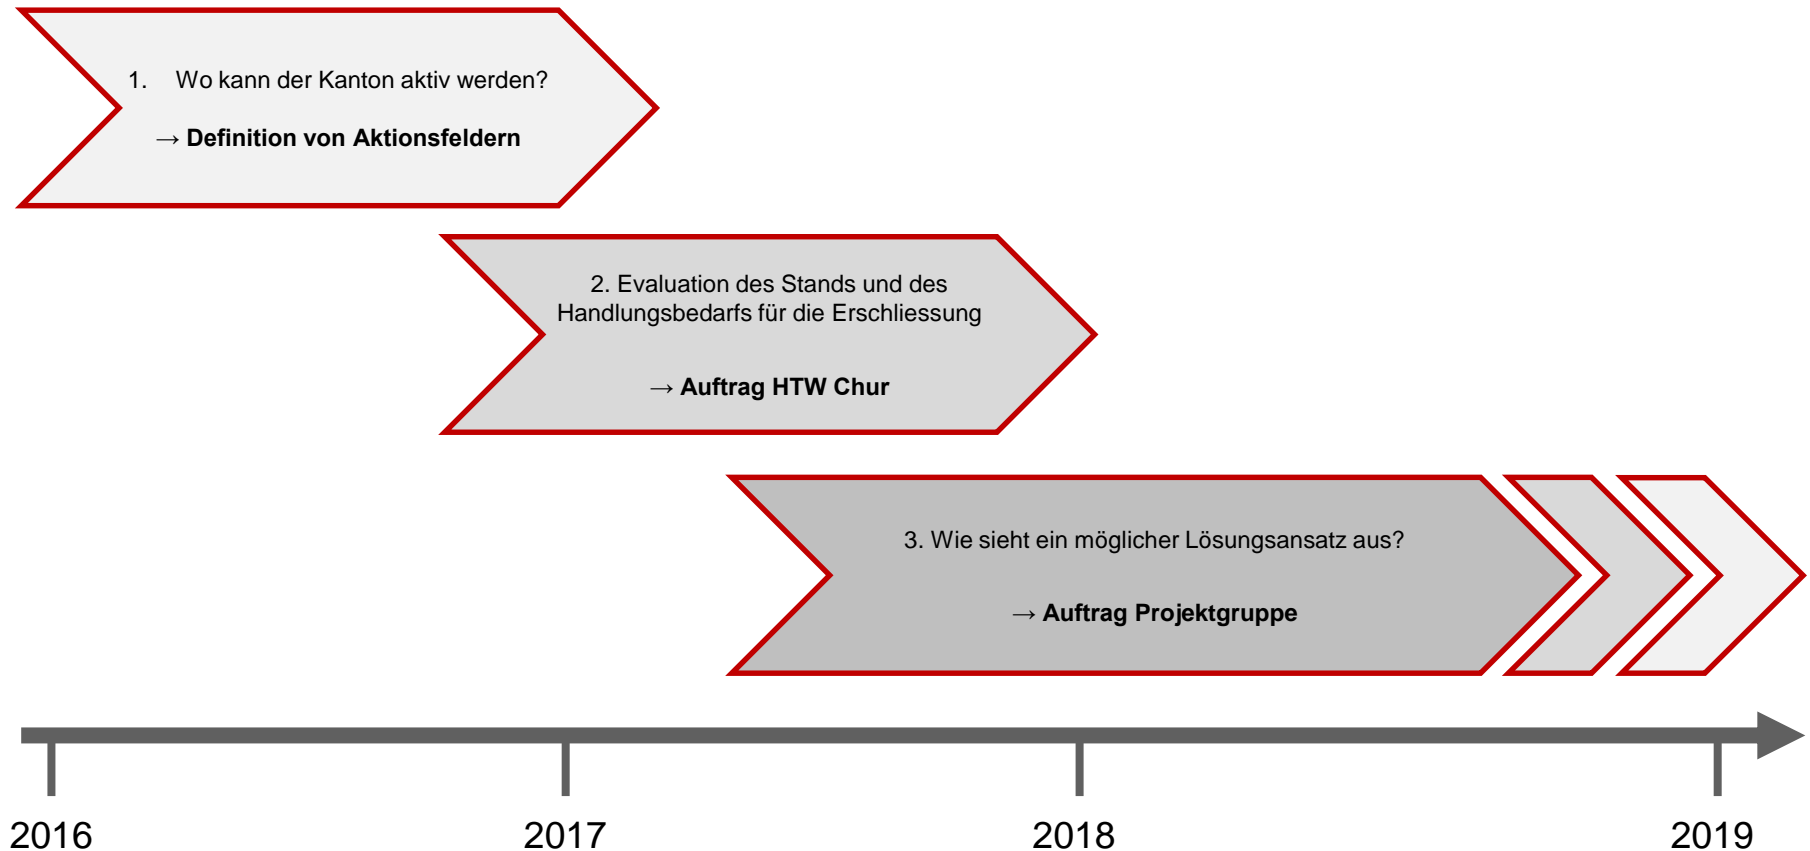 1. Wo kann der Kanton aktiv werden?
→ Definition von Aktionsfeldern
2. Evaluation des Stands und des
Handlungsbedarfs für die Erschliessung
→ Auftrag HTW Chur
3. Wie sieht ein möglicher Lösungsansatz aus?
→ Auftrag Projektgruppe
2016
2017
2018
2019